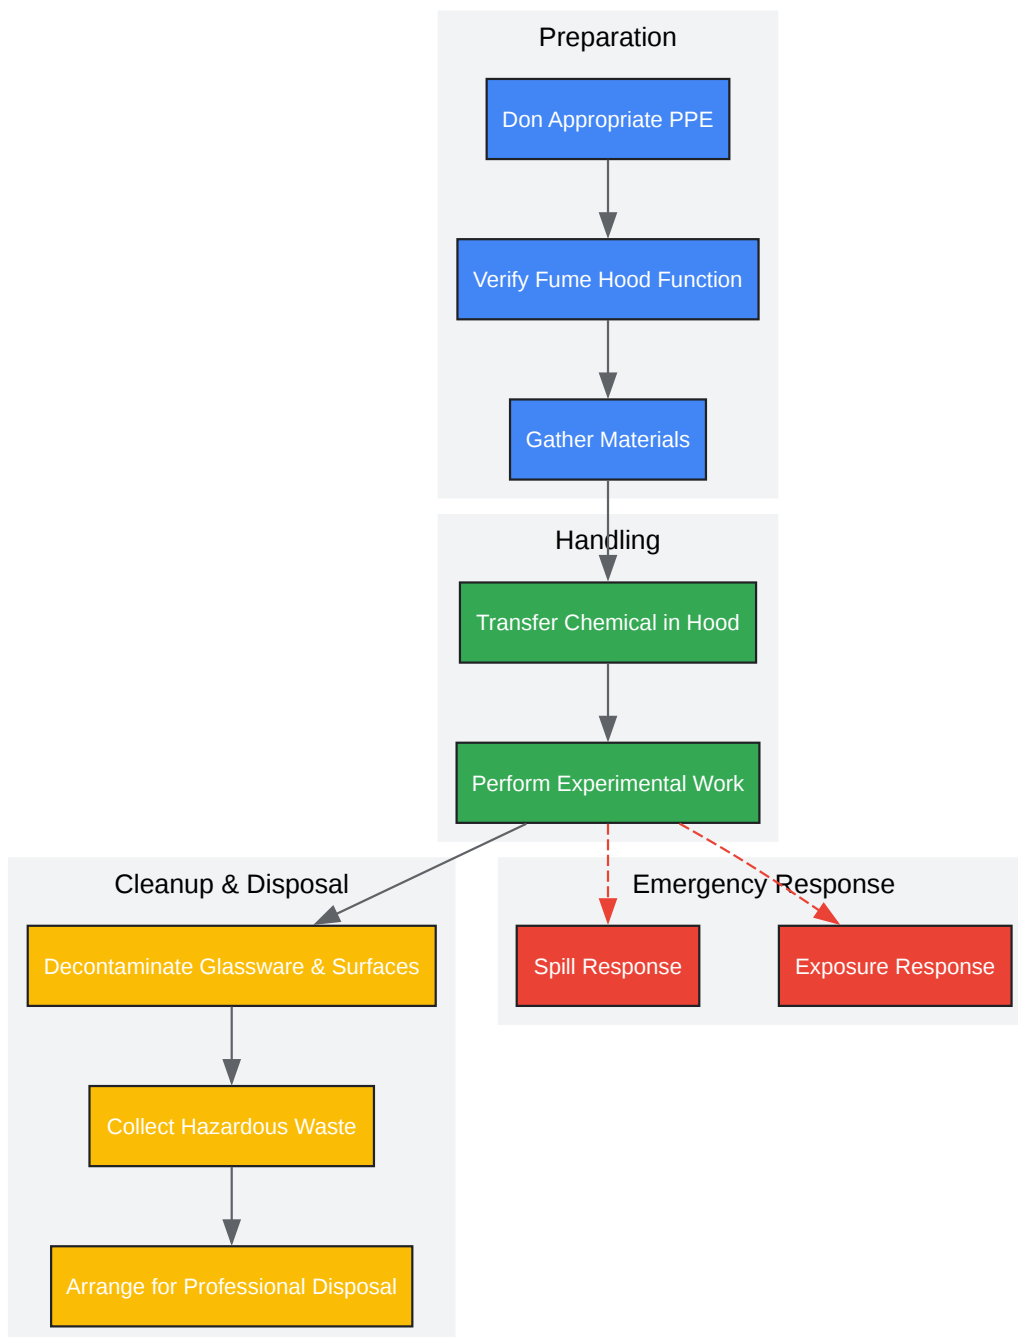 Preparation
Don Appropriate PPE
Verify Fume Hood Function
Gather Materials
Handling
Transfer Chemical in Hood
Perform Experimental Work
Cleanup & Disposal
Decontaminate Glassware & Surfaces
Collect Hazardous Waste
Arrange for Professional Disposal
Emergency Response
Spill Response
Exposure Response